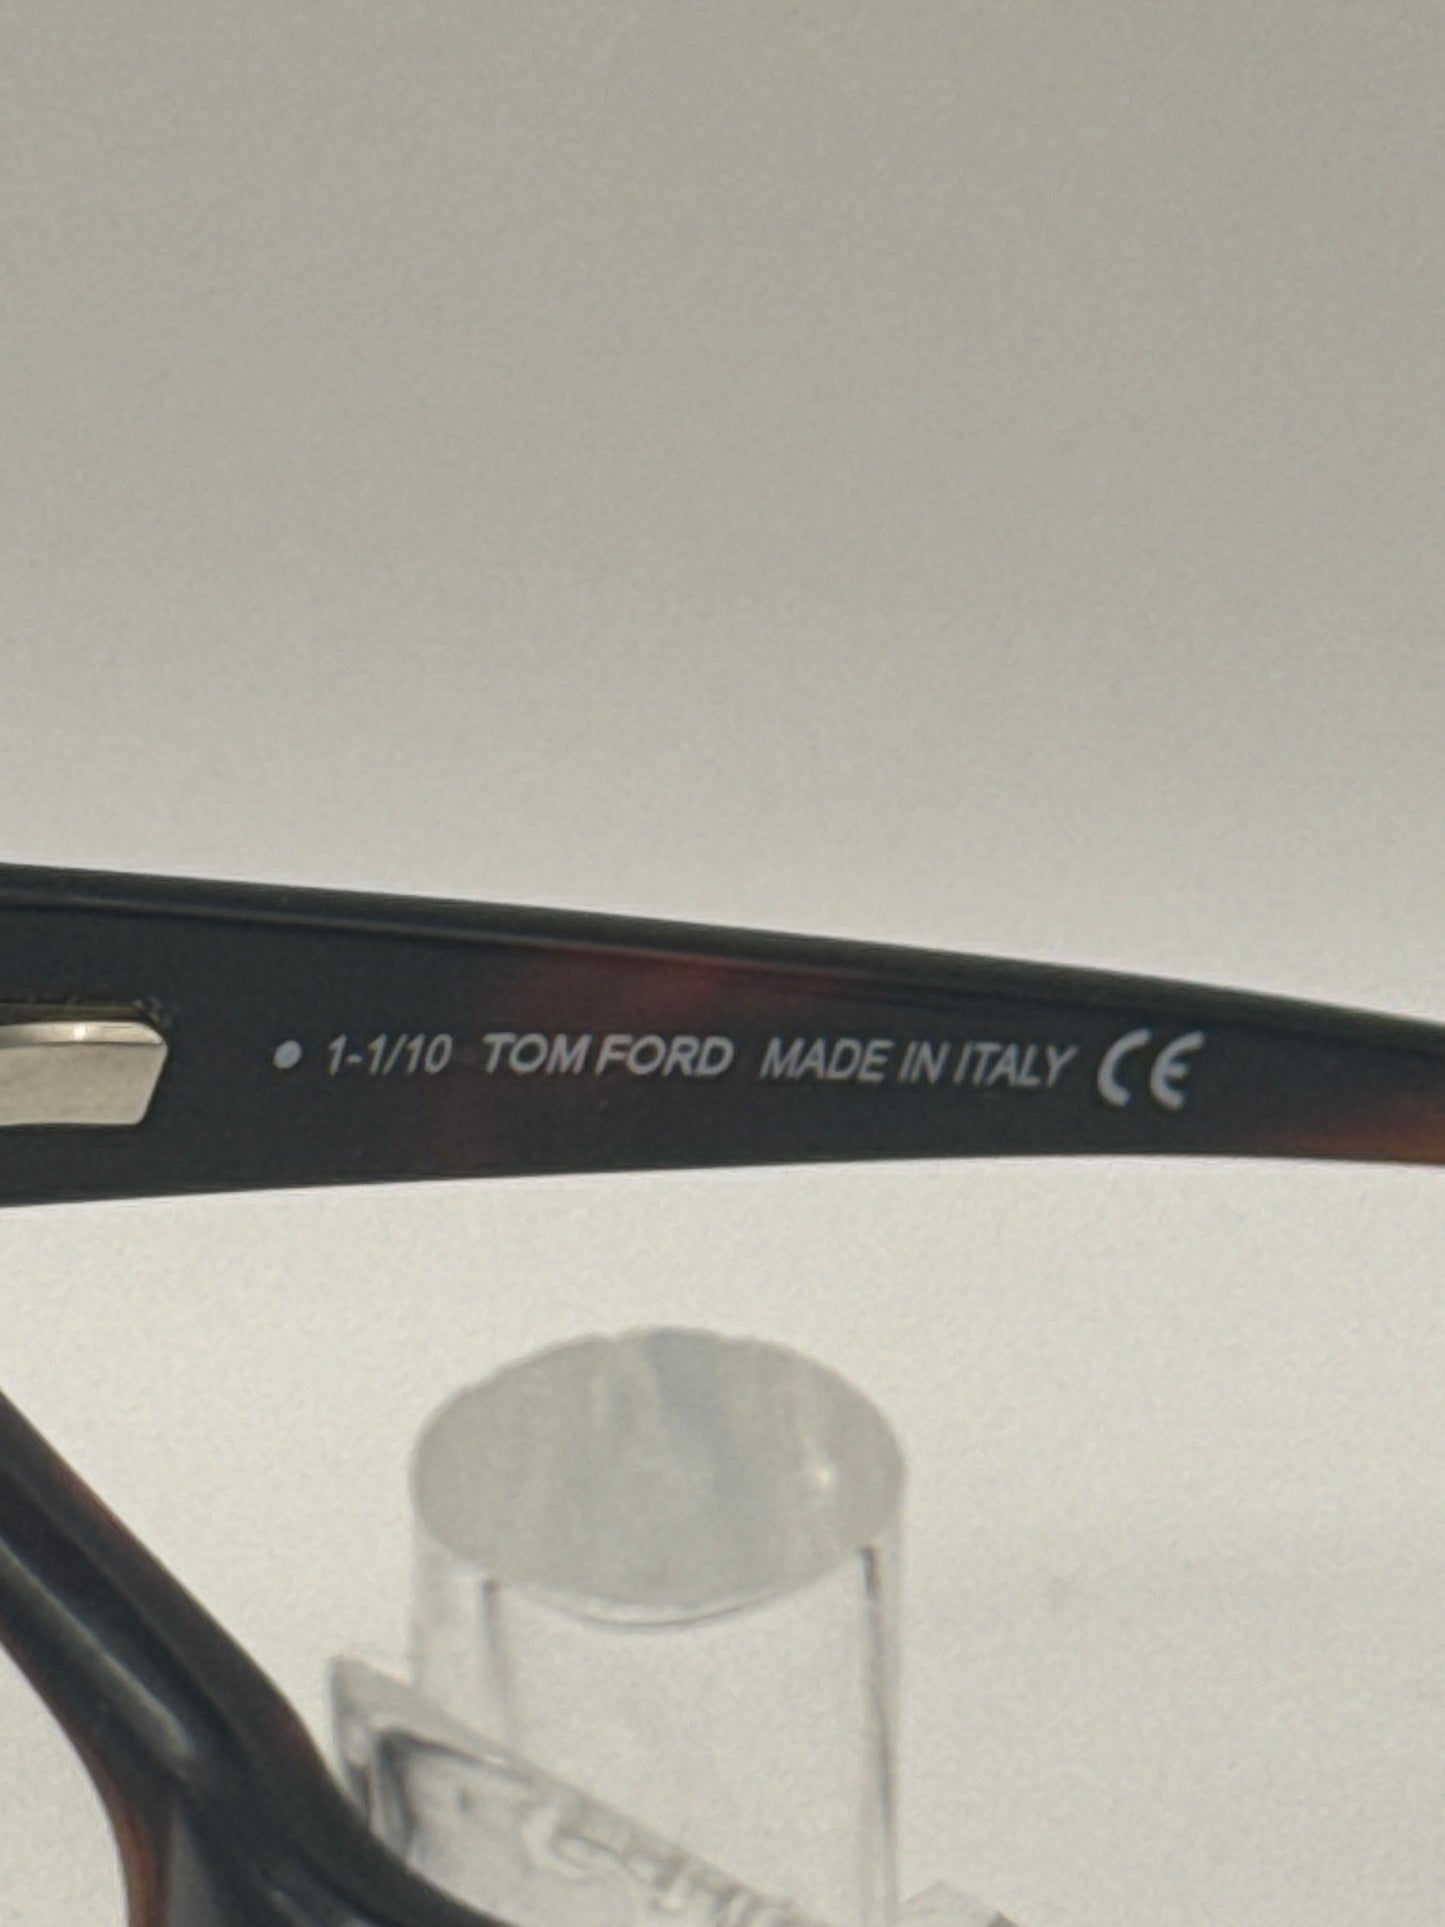 • 1-1/10 TOM FORD MADE IN ITALY CE